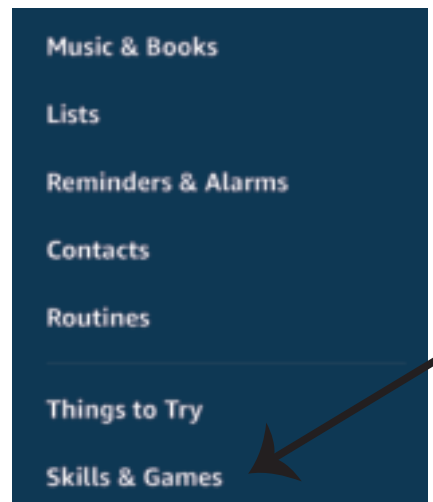 Music & Books
Lists
Reminders & Alarms
Contacts
Routines
Things to Try
Skills & Games